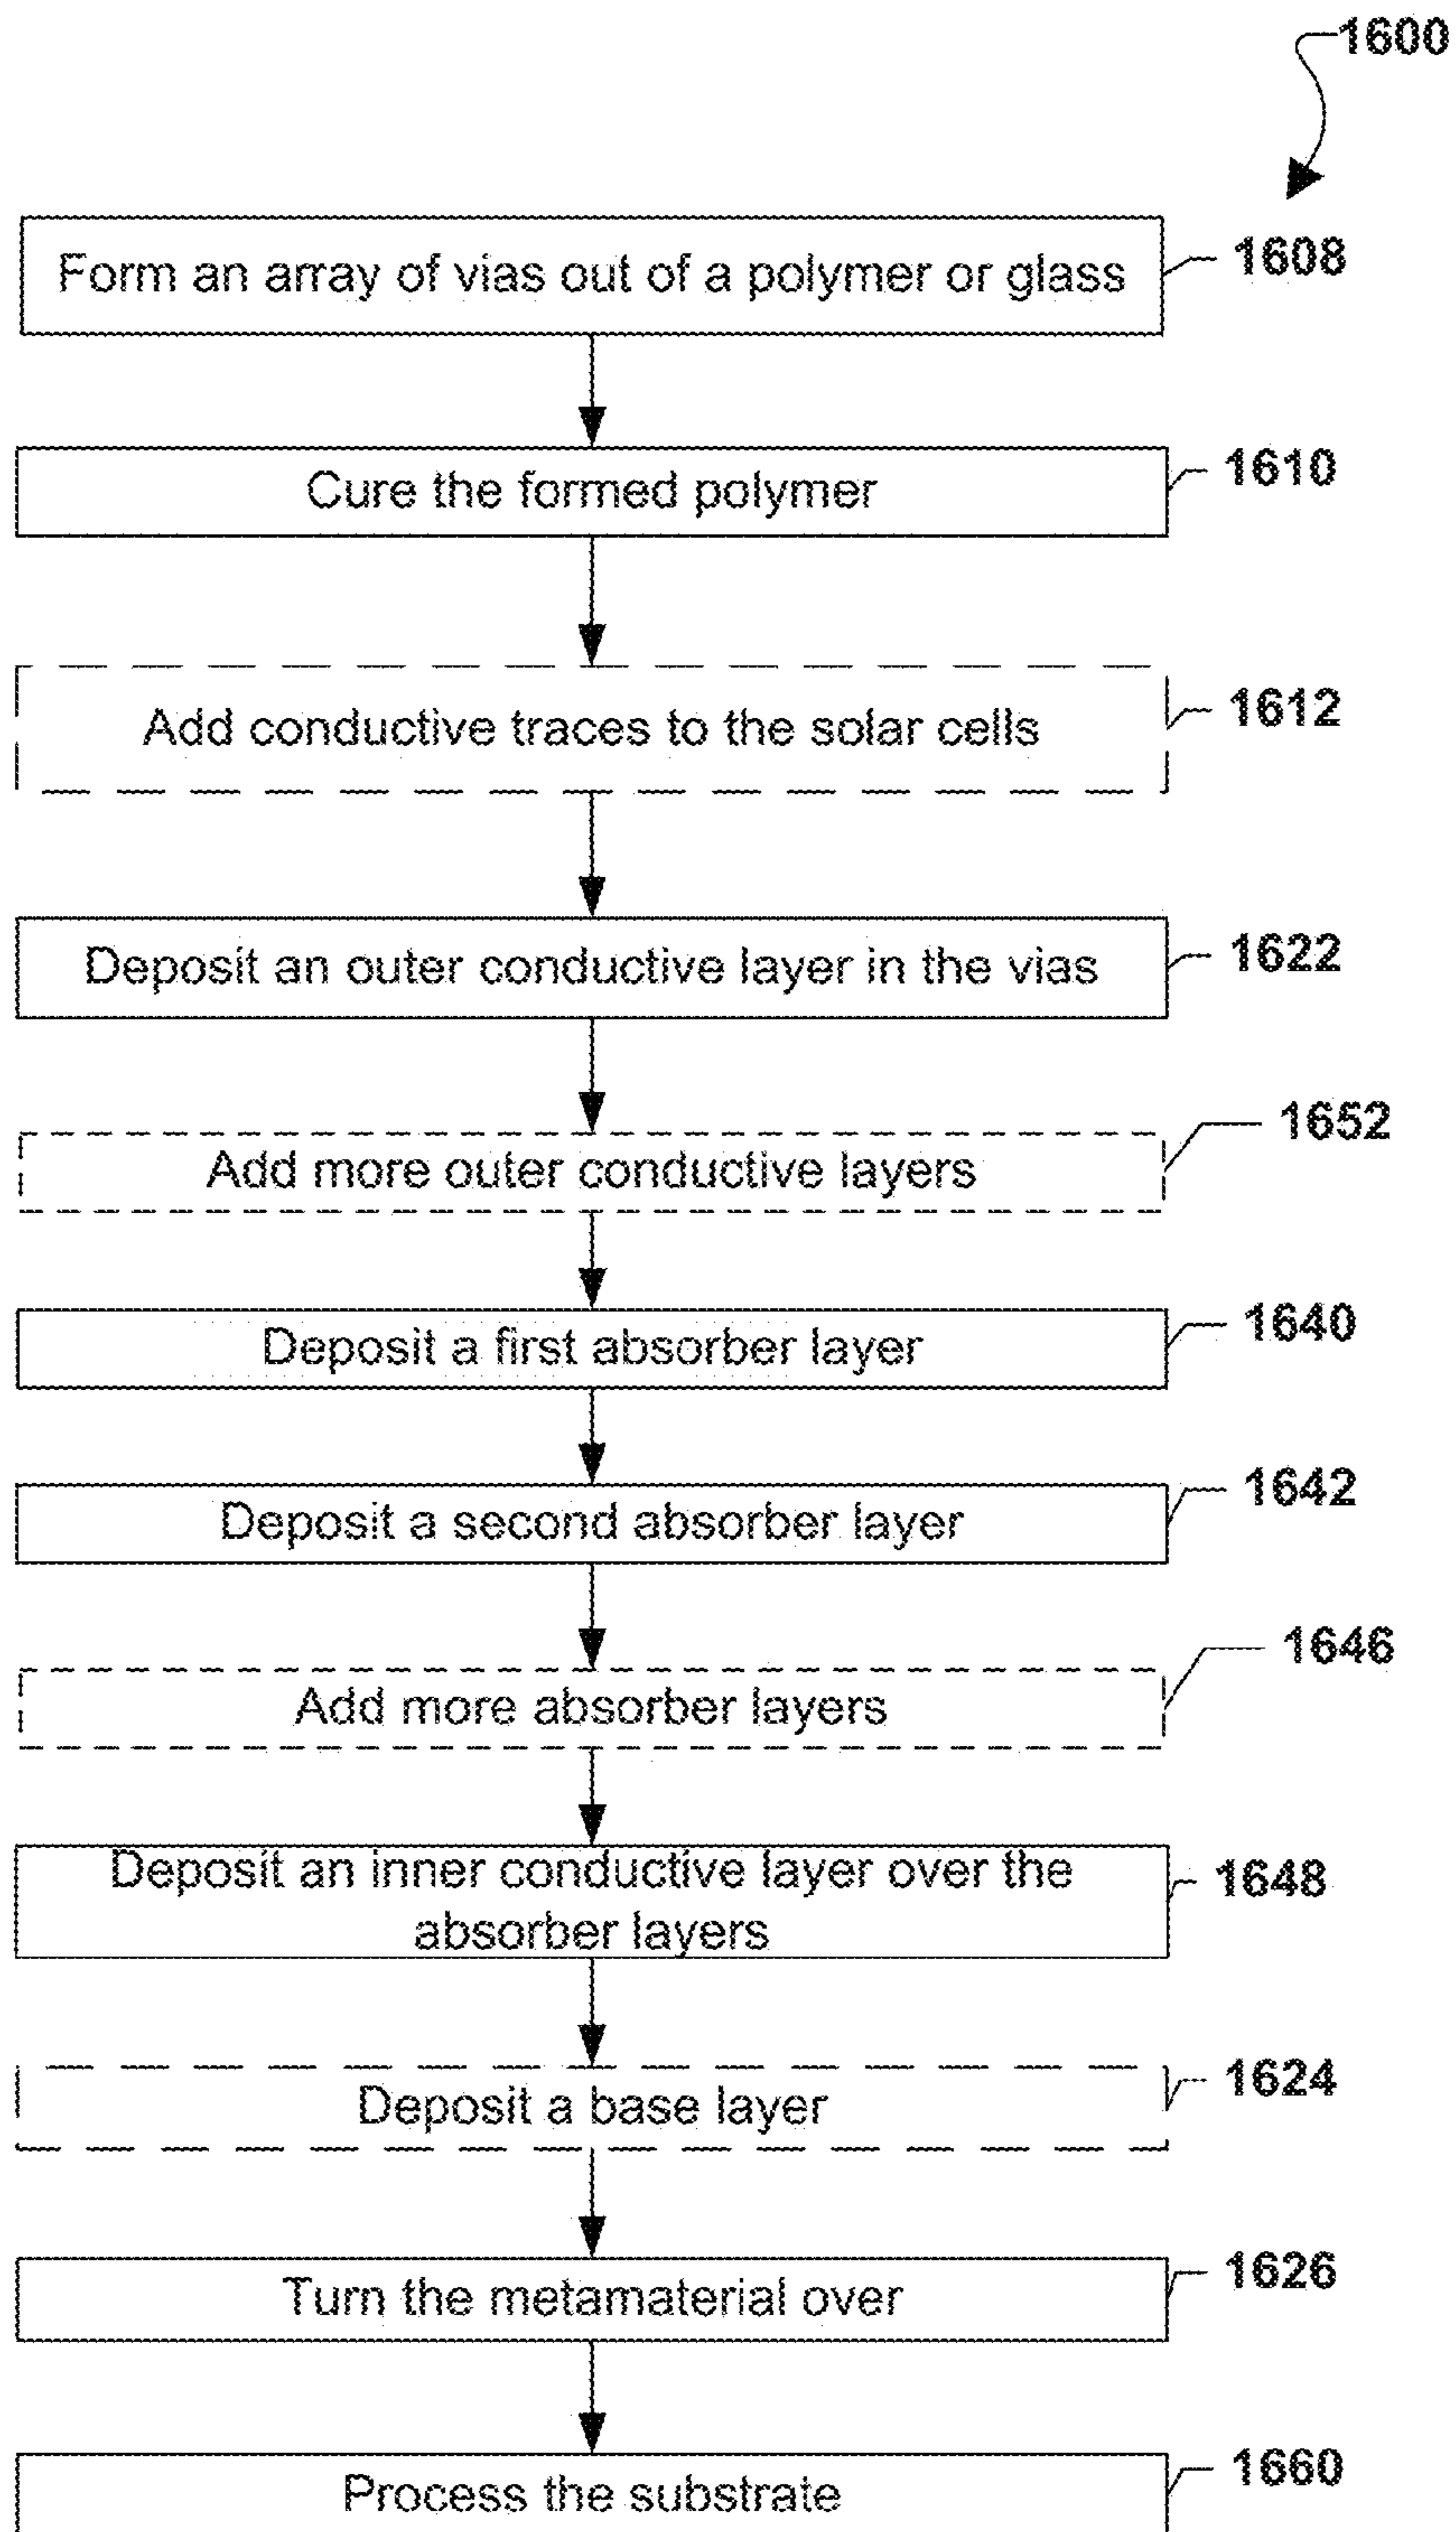 1600
Form an array of vias out of a polymer or glass
1608
Cure the formed polymer
1610
Add conductive traces to the solar cells
1612
Deposit an outer conductive layer in the vias
1622
Add more outer conductive layers
1652
Deposit a first absorber layer
1640
Deposit a second absorber layer
1642
Add more absorber layers
1646
Deposit an inner conductive layer over the
absorber layers
1648
Deposit a base layer
1624
Turn the metamaterial over
1626
Process the substrate
1660